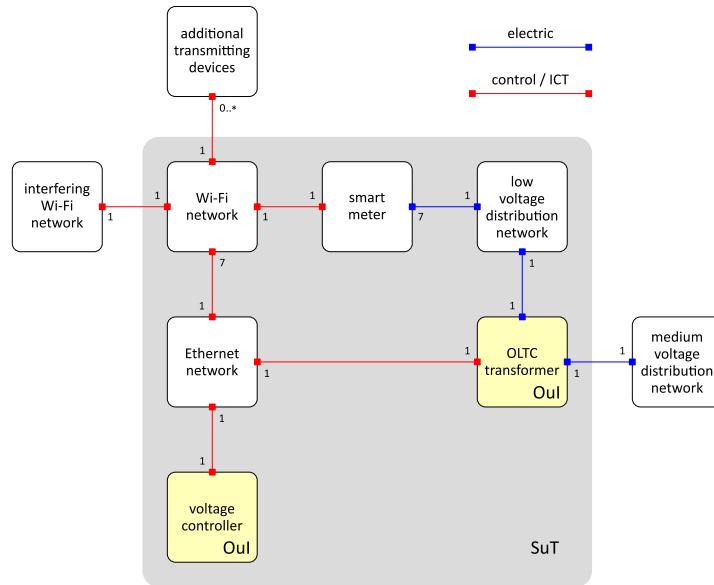 additional
transmitting
devices
electric
control / ICT
0..*
1
interfering
Wi-Fi
network
1
1
Wi-Fi
network
1
1
smart
meter
7
1
low
voltage
distribution
network
7
1
1
1
Ethernet
network
1
1
OLTC
transformer
OuI
1
1
medium
voltage
distribution
network
1
1
voltage
controller
OuI
SuT